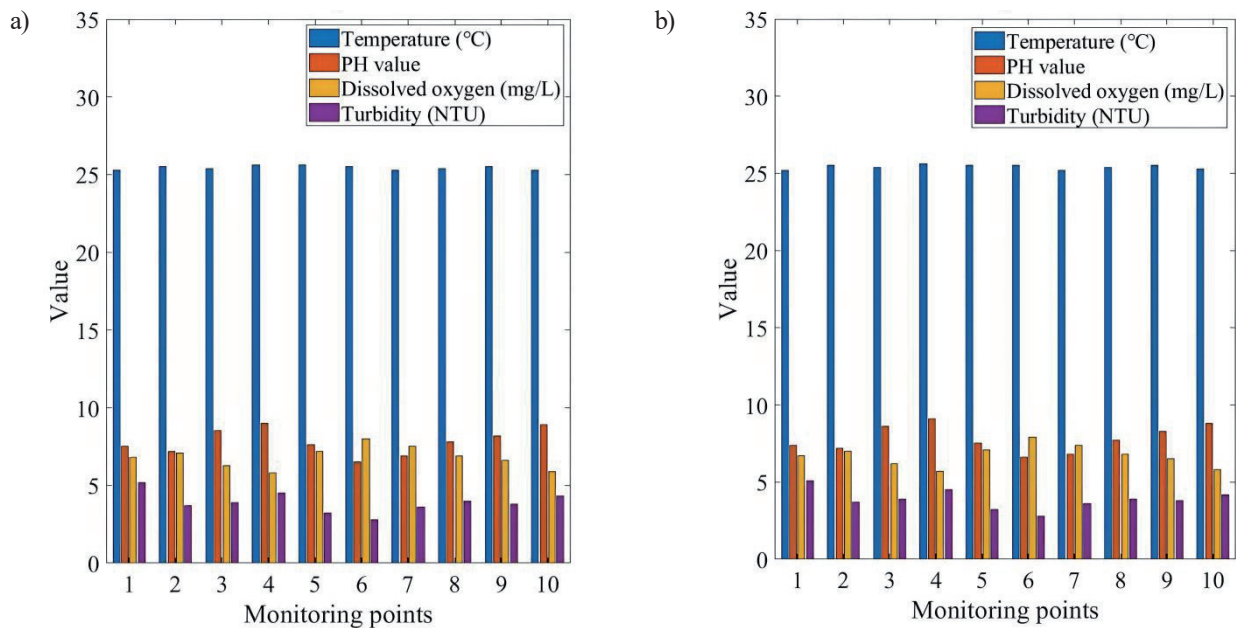 a)
35
30
25
20
15
10
5
0
Value
Temperature (°C)
PH value
Dissolved oxygen (mg/L)
Turbidity (NTU)
1 2 3 4 5 6 7 8 9 10
Monitoring points
b)
35
30
25
20
15
10
5
0
Value
Temperature (°C)
PH value
Dissolved oxygen (mg/L)
Turbidity (NTU)
1 2 3 4 5 6 7 8 9 10
Monitoring points